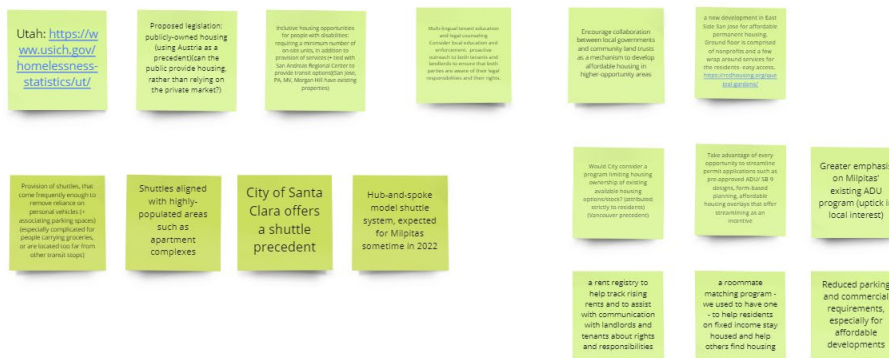 Utah: https://w
ww.usich.gov/
homelessness-
statistics/ut/
Proposed legislation:
publicly-owned housing
(using Austria as a
precedent)(can the
public provide housing,
rather than relying on
the private market?)
Inclusive housing opportunities
for people with disabilities:
requiring a minimum number of
on-site units, in addition to
provision of services(+ tied with
San Andreas Regional Center to
provide transit options)(San Jose,
PA, MV, Morgan Hill have existing
properties)
Multi-lingual tenant education
and legal counseling
Consider local education and
enforcement, proactive
outreach to both tenants and
landlords to ensure that both
parties are aware of their legal
responsibilities and their rights.
Encourage collaboration
between local governments
and community land trusts
as a mechanism to develop
affordable housing in
higher-opportunity areas
a new development in East
Side San Jose for affordable
permanent housing.
Ground floor is comprised
of nonprofits and a few
wrap around services for
the residents- easy access.
Provision of shuttles, that
come frequently enough to
remove reliance on
personal vehicles (+
associating parking spaces)
(especially complicated for
people carrying groceries,
or are located too far from
other transit stops)
Shuttles aligned
with highly-
populated areas
such as
apartment
complexes
City of Santa
Clara offers
a shuttle
precedent
Hub-and-spoke
model shuttle
system, expected
for Milpitas
sometime in 2022
Would City consider a
program limiting housing
ownership of existing
available housing
options/stock? (attributed
strictly to residents)
(Vancouver precedent)
Take advantage of every
opportunity to streamline
permit applications such as
pre-approved ADU/ SB 9
designs, form-based
planning, affordable
housing overlays that offer
streamlining as an
incentive
Greater emphasis
on Milpitas'
existing ADU
program (uptick in
local interest)
a rent registry to
help track rising
rents and to assist
with communication
with landlords and
tenants about rights
and responsibilities
a roommate
matching program -
we used to have one
- to help residents
on fixed income stay
housed and help
others find housing
Reduced parking
and commercial
requirements,
especially for
affordable
developments